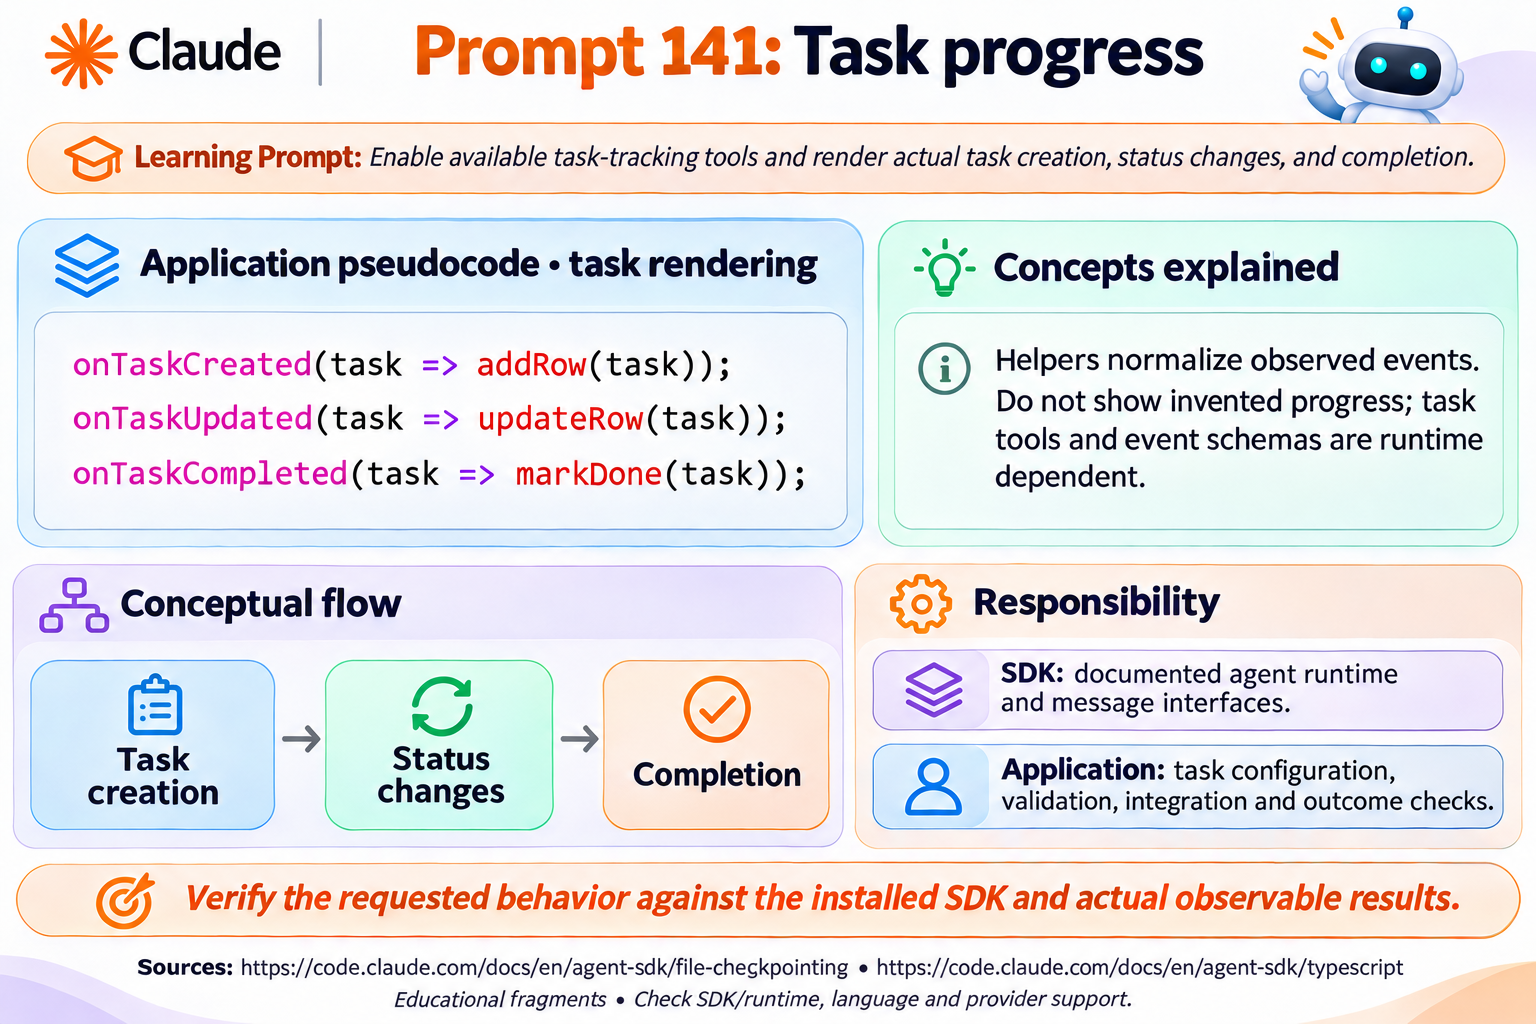 Claude
Prompt 141: Task progress
Learning Prompt: Enable available task-tracking tools and render actual task creation, status changes, and completion.
Application pseudocode • task rendering
onTaskCreated(task => addRow(task));
onTaskUpdated(task => updateRow(task));
onTaskCompleted(task => markDone(task));
Concepts explained
Helpers normalize observed events.
Do not show invented progress; task
tools and event schemas are runtime
dependent.
Conceptual flow
Task
creation
Status
changes
Completion
Responsibility
SDK: documented agent runtime
and message interfaces.
Application: task configuration,
validation, integration and outcome checks.
Verify the requested behavior against the installed SDK and actual observable results.
Sources: https://code.claude.com/docs/en/agent-sdk/file-checkpointing • https://code.claude.com/docs/en/agent-sdk/typescript
Educational fragments • Check SDK/runtime, language and provider support.